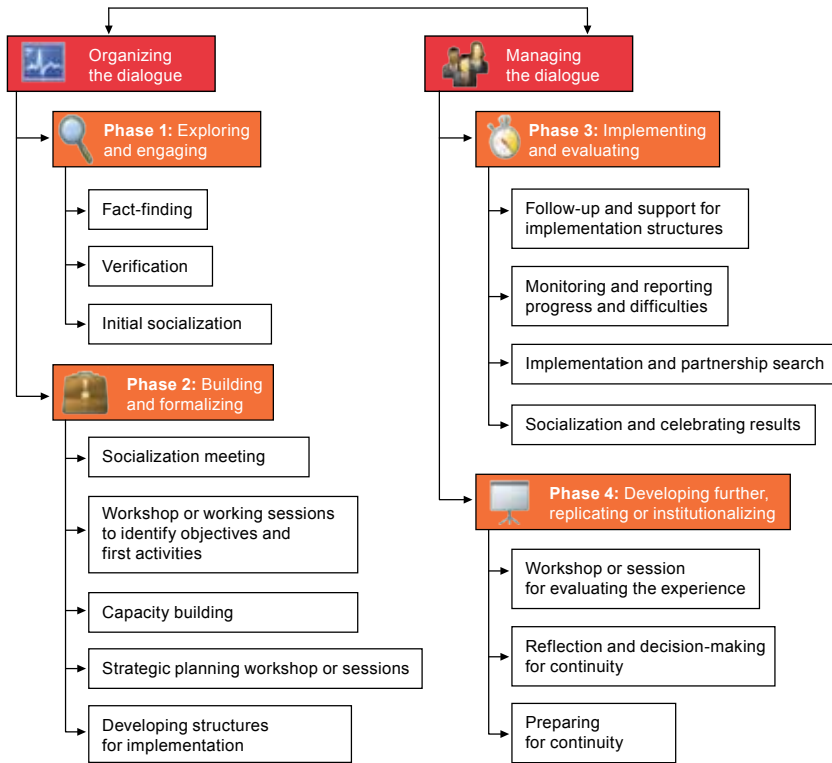 Organizing
the dialogue
Phase 1: Exploring
and engaging
Fact-finding
Verification
Initial socialization
Phase 2: Building
and formalizing
Socialization meeting
Workshop or working sessions
to identify objectives and
first activities
Capacity building
Strategic planning workshop or sessions
Developing structures
for implementation
Managing
the dialogue
Phase 3: Implementing
and evaluating
Follow-up and support for
implementation structures
Monitoring and reporting
progress and difficulties
Implementation and partnership search
Socialization and celebrating results
Phase 4: Developing further,
replicating or institutionalizing
Workshop or session
for evaluating the experience
Reflection and decision-making
for continuity
Preparing
for continuity